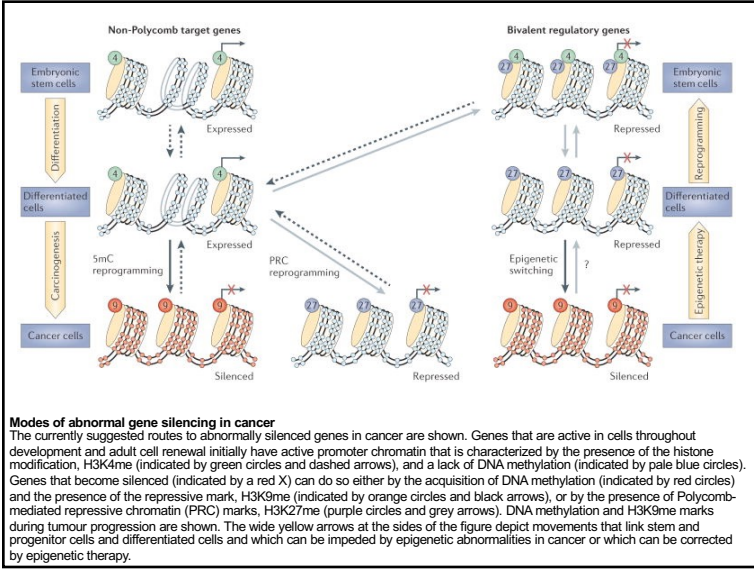 Non-Polycomb target genes
Bivalent regulatory genes
4
4
4
27
4
27
4
27
Embryonic
stem cells
Embryonic
stem cells
Expressed
Repressed
Differentiation
Reprogramming
4
4
27
27
27
Differentiated
cells
Differentiated
cells
Expressed
Repressed
5mC
reprogramming
PRC
reprogramming
Epigenetic
switching
?
Carcinogenesis
Epigenetic therapy
9
9
9
27
27
27
9
9
9
Cancer cells
Cancer cells
Silenced
Repressed
Silenced
Modes of abnormal gene silencing in cancer
The currently suggested routes to abnormally silenced genes in cancer are shown. Genes that are active in cells throughout
development and adult cell renewal initially have active promoter chromatin that is characterized by the presence of the histone
modification, H3K4me (indicated by green circles and dashed arrows), and a lack of DNA methylation (indicated by pale blue circles).
Genes that become silenced (indicated by a red X) can do so either by the acquisition of DNA methylation (indicated by red circles)
and the presence of the repressive mark, H3K9me (indicated by orange circles and black arrows), or by the presence of Polycomb-
mediated repressive chromatin (PRC) marks, H3K27me (purple circles and grey arrows). DNA methylation and H3K9me marks
during tumour progression are shown. The wide yellow arrows at the sides of the figure depict movements that link stem and
progenitor cells and differentiated cells and which can be impeded by epigenetic abnormalities in cancer or which can be corrected
by epigenetic therapy.